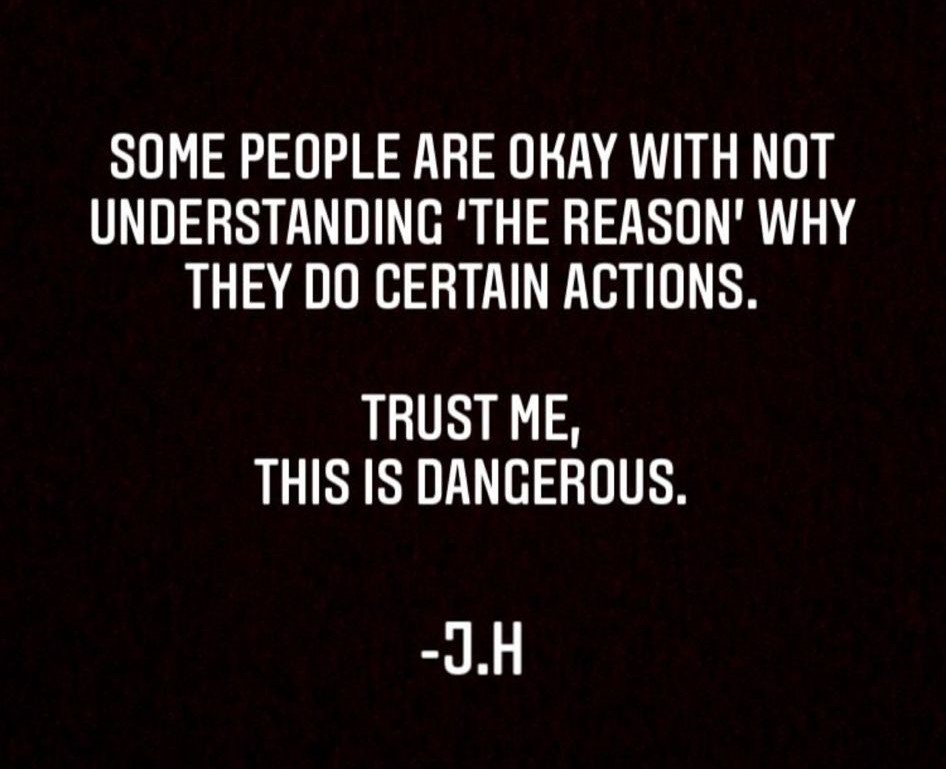 SOME PEOPLE ARE OKAY WITH NOT
UNDERSTANDING ‘THE REASON’ WHY
THEY DO CERTAIN ACTIONS.
TRUST ME,
THIS IS DANGEROUS.
-J.H